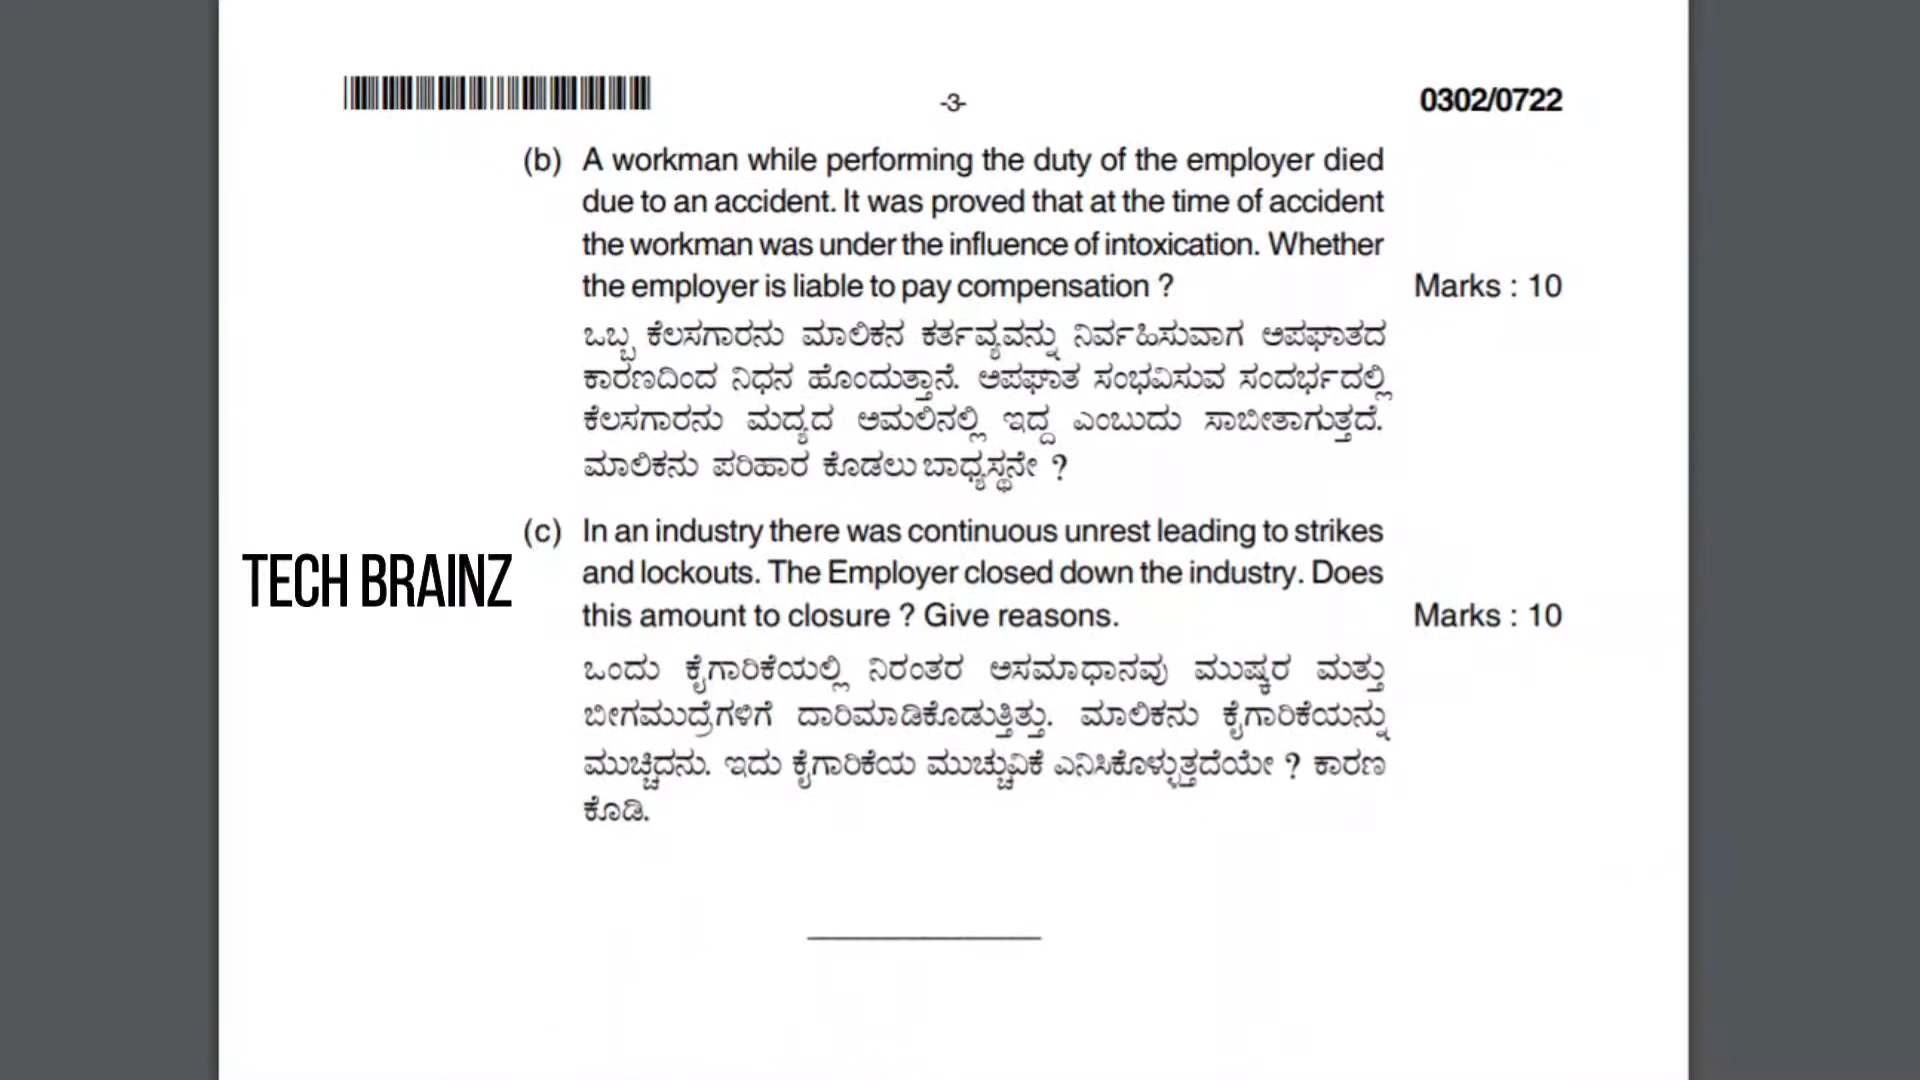 -3-
0302/0722
(b) A workman while performing the duty of the employer died
due to an accident. It was proved that at the time of accident
the workman was under the influence of intoxication. Whether
the employer is liable to pay compensation ?
Marks : 10
ಒಬ್ಬ ಕೆಲಸಗಾರನು ಮಾಲಿಕನ ಕರ್ತವ್ಯವನ್ನು ನಿರ್ವಹಿಸುವಾಗ ಅಪಘಾತದ
ಕಾರಣದಿಂದ ನಿಧನ ಹೊಂದುತ್ತಾನೆ. ಅಪಘಾತ ಸಂಭವಿಸುವ ಸಂದರ್ಭದಲ್ಲಿ
ಕೆಲಸಗಾರನು ಮದ್ಯದ ಅಮಲಿನಲ್ಲಿ ಇದ್ದ ಎಂಬುದು ಸಾಬೀತಾಗುತ್ತದೆ.
ಮಾಲಿಕನು ಪರಿಹಾರ ಕೊಡಲು ಬಾಧ್ಯಸ್ಥನೇ ?
(c) In an industry there was continuous unrest leading to strikes
and lockouts. The Employer closed down the industry. Does
this amount to closure ? Give reasons.
Marks : 10
TECH BRAINZ
ಒಂದು ಕೈಗಾರಿಕೆಯಲ್ಲಿ ನಿರಂತರ ಅಸಮಾಧಾನವು ಮುಷ್ಕರ ಮತ್ತು
ಬೀಗಮುದ್ರೆಗಳಿಗೆ ದಾರಿಮಾಡಿಕೊಡುತ್ತಿತ್ತು. ಮಾಲಿಕನು ಕೈಗಾರಿಕೆಯನ್ನು
ಮುಚ್ಚಿದನು. ಇದು ಕೈಗಾರಿಕೆಯ ಮುಚ್ಚುವಿಕೆ ಎನಿಸಿಕೊಳ್ಳುತ್ತದೆಯೇ ? ಕಾರಣ
ಕೊಡಿ.